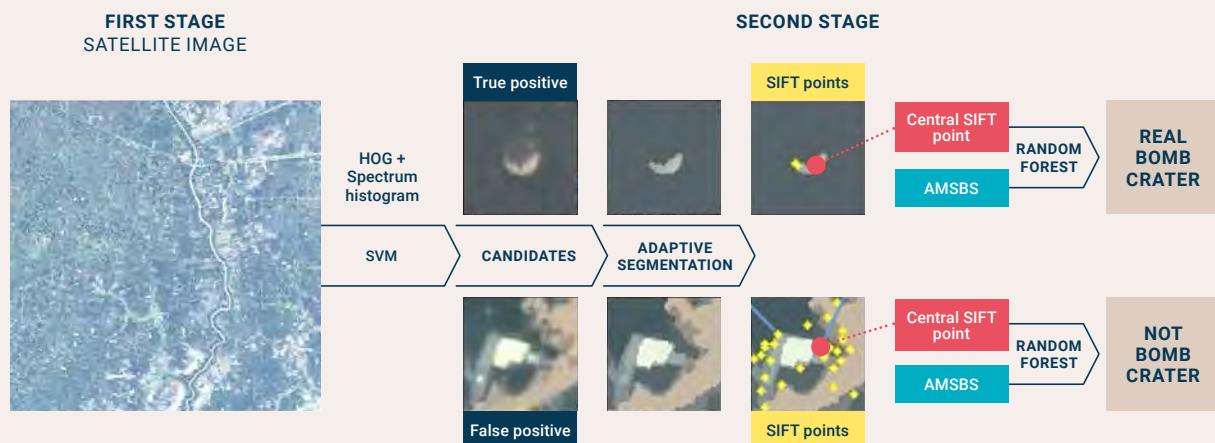 FIRST STAGE
SATELLITE IMAGE
SECOND STAGE
HOG +
Spectrum
histogram
SVM
True positive
CANDIDATES
ADAPTIVE
SEGMENTATION
SIFT points
Central SIFT
point
AMSBS
RANDOM
FOREST
REAL
BOMB
CRATER
False positive
SIFT points
Central SIFT
point
AMSBS
RANDOM
FOREST
NOT
BOMB
CRATER